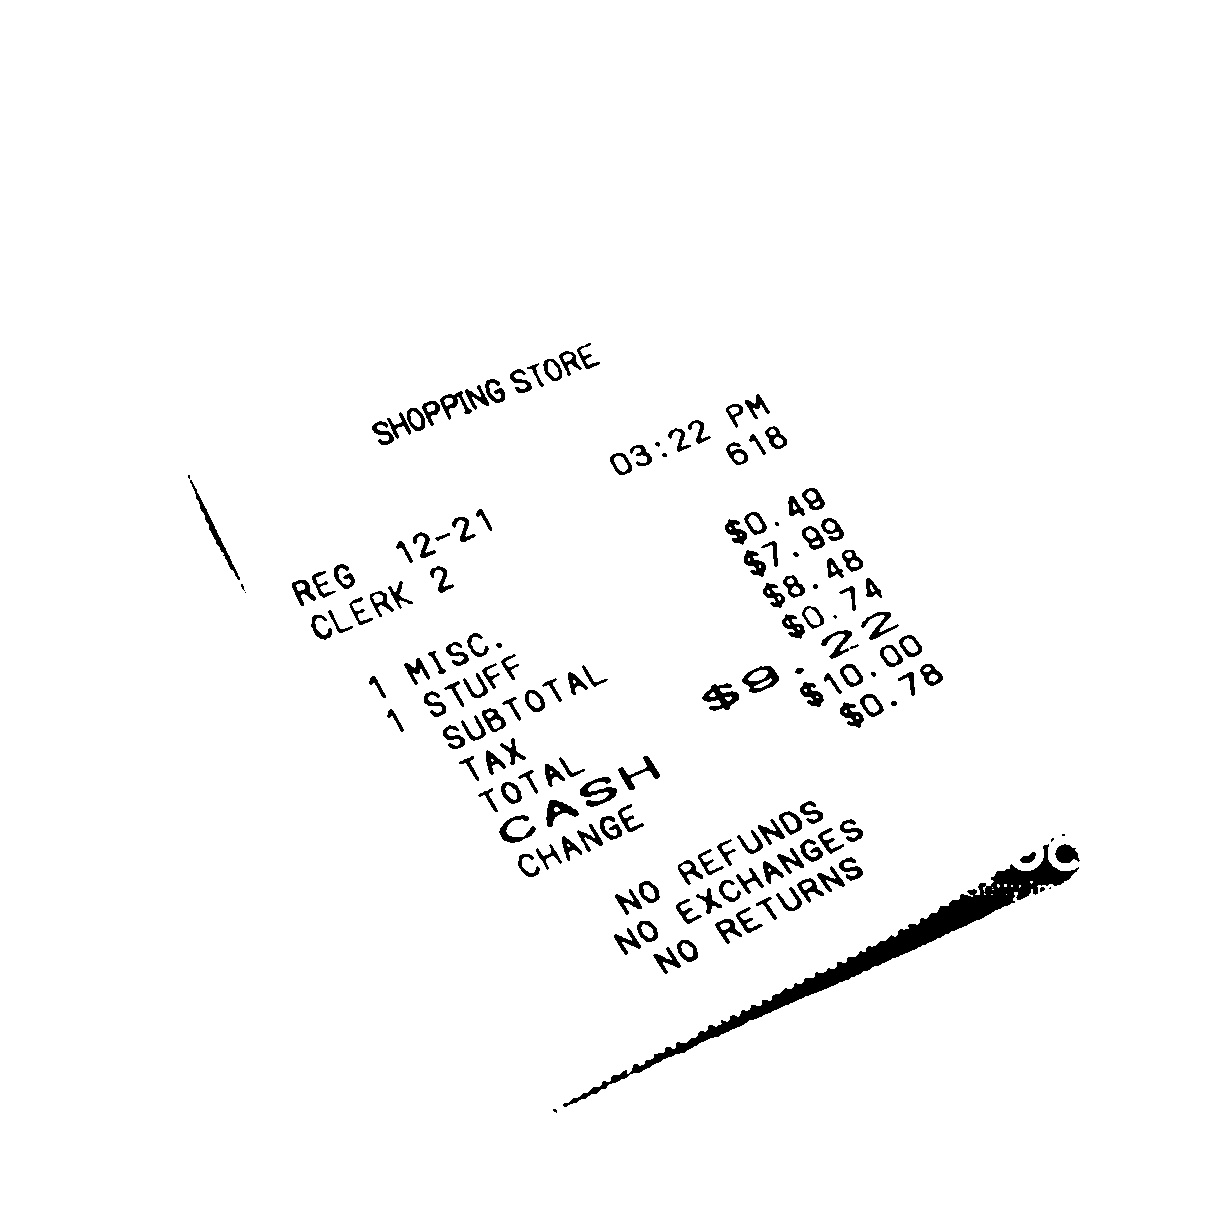 SHOPPING STORE
REG 12-21 03:22 PM
CLERK 2 618
1 MISC. $0.49
1 STUFF $7.99
SUBTOTAL $8.48
TAX $0.74
TOTAL $9.22
CASH $10.00
CHANGE $0.78
NO REFUNDS
NO EXCHANGES
NO RETURNS